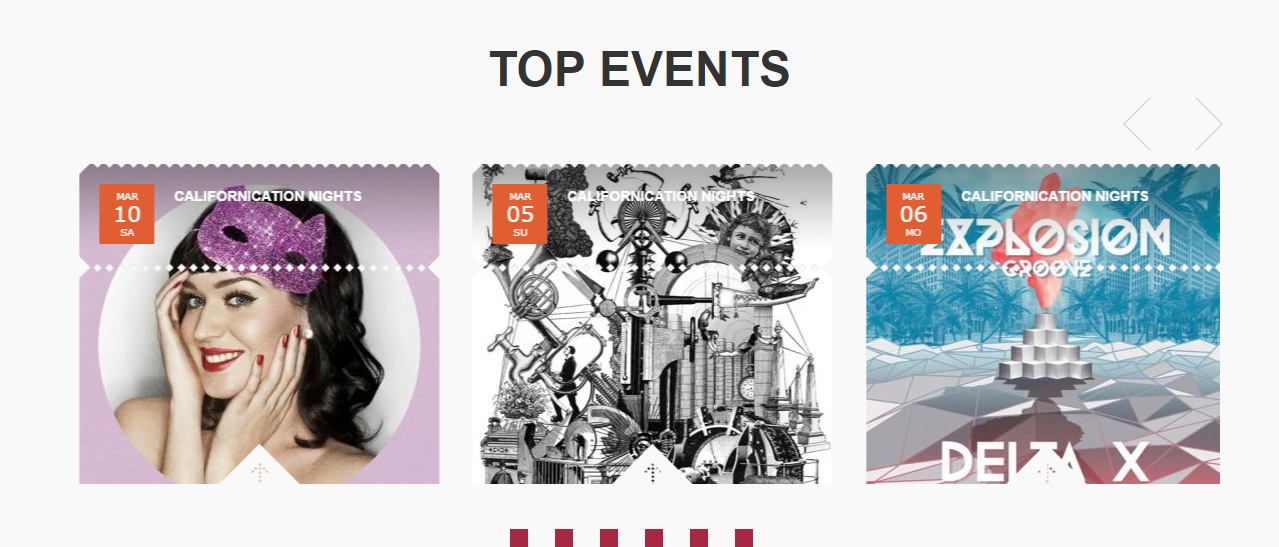 TOP EVENTS
MAR
10
SA
CALIFORNICATION NIGHTS
MAR
05
SU
CALIFORNICATION NIGHTS
MAR
06
MO
CALIFORNICATION NIGHTS
EXPLOSION
GROOVE
DELTA X